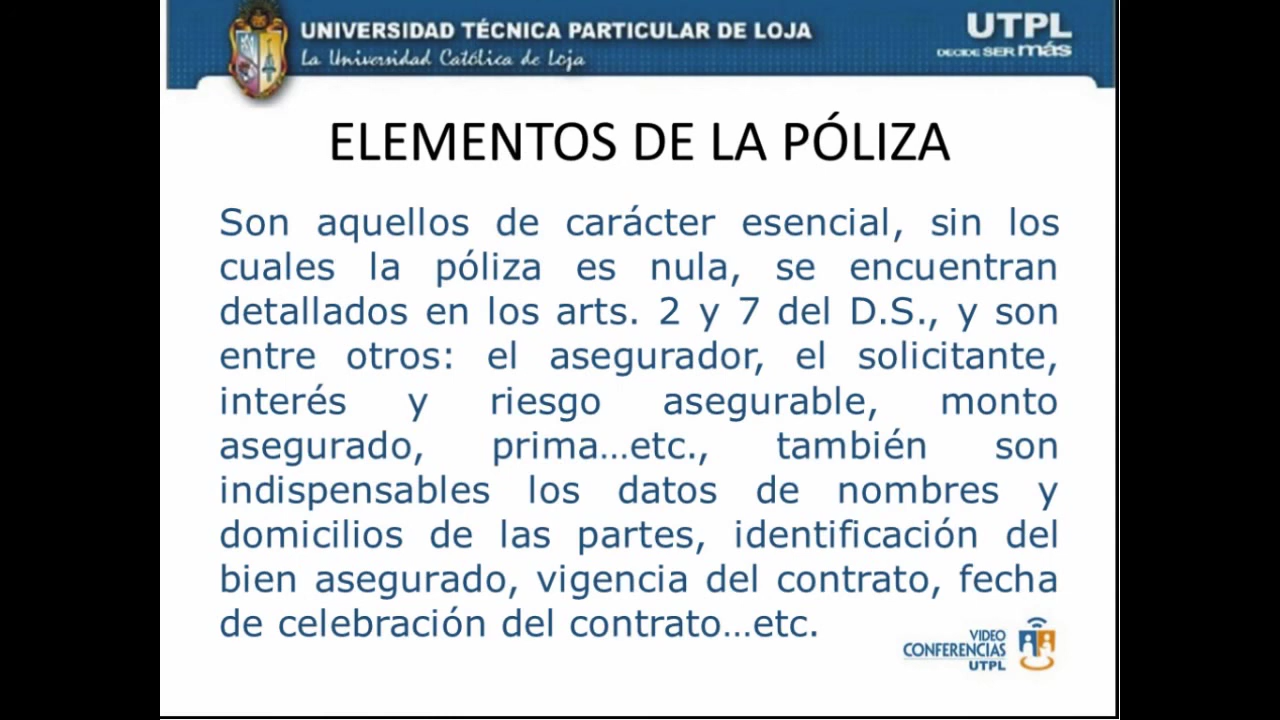 UNIVERSIDAD TÉCNICA PARTICULAR DE LOJA
La Universidad Católica de Loja
UTPL
DECIDE SER más
ELEMENTOS DE LA PÓLIZA
Son aquellos de carácter esencial, sin los
cuales la póliza es nula, se encuentran
detallados en los arts. 2 y 7 del D.S., y son
entre otros: el asegurador, el solicitante,
interés y riesgo asegurable, monto
asegurado, prima...etc., también son
indispensables los datos de nombres y
domicilios de las partes, identificación del
bien asegurado, vigencia del contrato, fecha
de celebración del contrato...etc.
VIDEO
CONFERENCIAS
UTPL